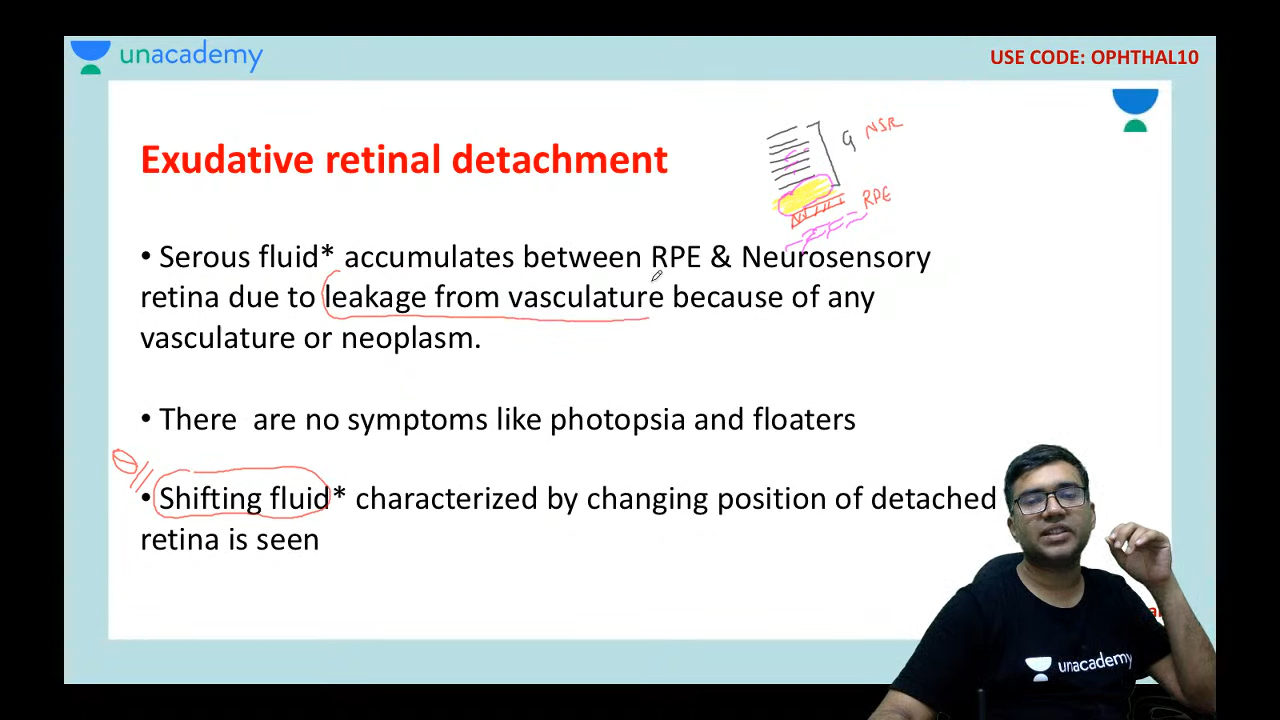 unacademy
USE CODE: OPHTHAL10
Exudative retinal detachment
9 NSR
RPE
• Serous fluid* accumulates between RPE & Neurosensory
retina due to leakage from vasculature because of any
vasculature or neoplasm.
• There are no symptoms like photopsia and floaters
• Shifting fluid* characterized by changing position of detached
retina is seen
unacademy